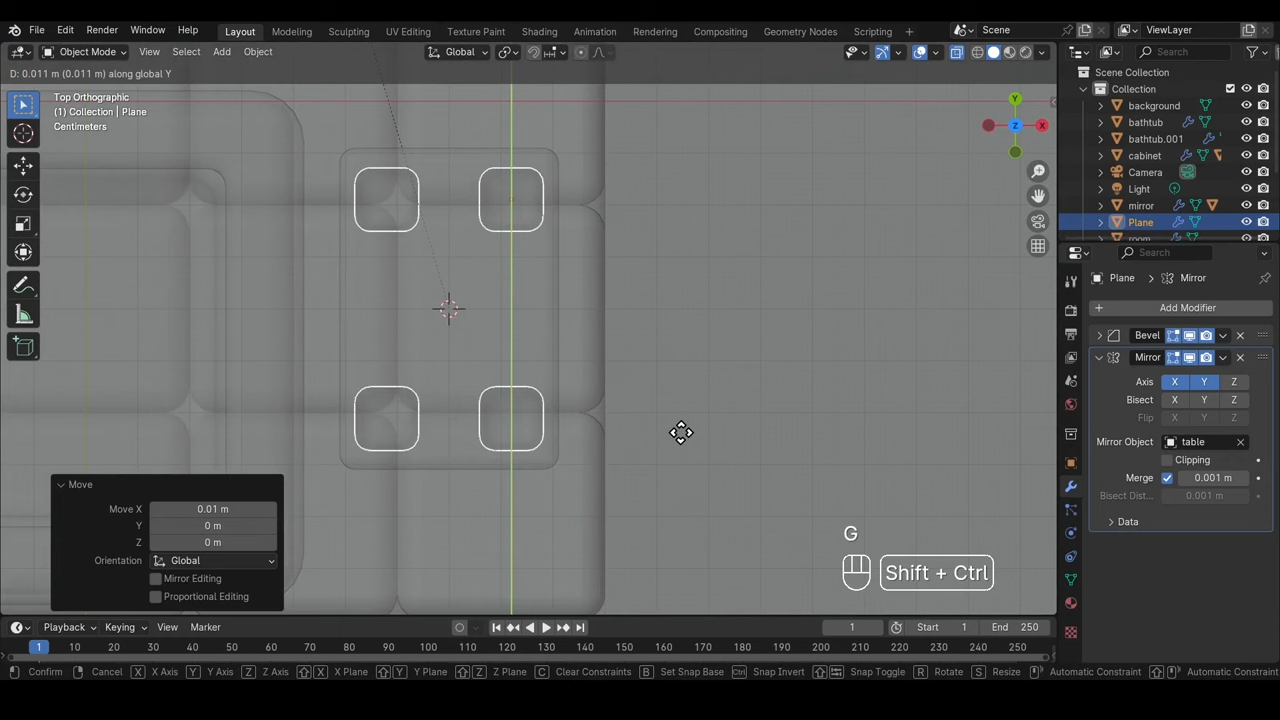 File Edit Render Window Help Layout Modeling Sculpting UV Editing Texture Paint Shading Animation Rendering Compositing Geometry Nodes Scripting + Scene ViewLayer
Object Mode View Select Add Object Global Search
D: 0.011 m (0.011 m) along global Y
Scene Collection
Top Orthographic
(1) Collection | Plane
Centimeters
Collection
background
bathtub
bathtub.001
cabinet
Camera
Light
mirror
Plane
room
Y
Z
X
Search
Plane > Mirror
+ Add Modifier
Bevel
Mirror
Axis X Y Z
Bisect X Y Z
Flip X Y Z
Mirror Object table
Clipping
Merge 0.001 m
Bisect Dist... 0.001 m
Data
Move
Move X 0.01 m
Y 0 m
Z 0 m
Orientation Global
Mirror Editing
Proportional Editing
G
Shift + Ctrl
Playback Keying View Marker 1 Start 1 End 250
1 10 20 30 40 50 60 70 80 90 100 110 120 130 140 150 160 170 180 190 200 210 220 230 240 250
Confirm Cancel X X Axis Y Y Axis Z Z Axis X X Plane Y Y Plane Z Z Plane C Clear Constraints B Set Snap Base Ctrl Snap Invert Snap Toggle R Rotate S Resize Automatic Constraint Automatic Constraint